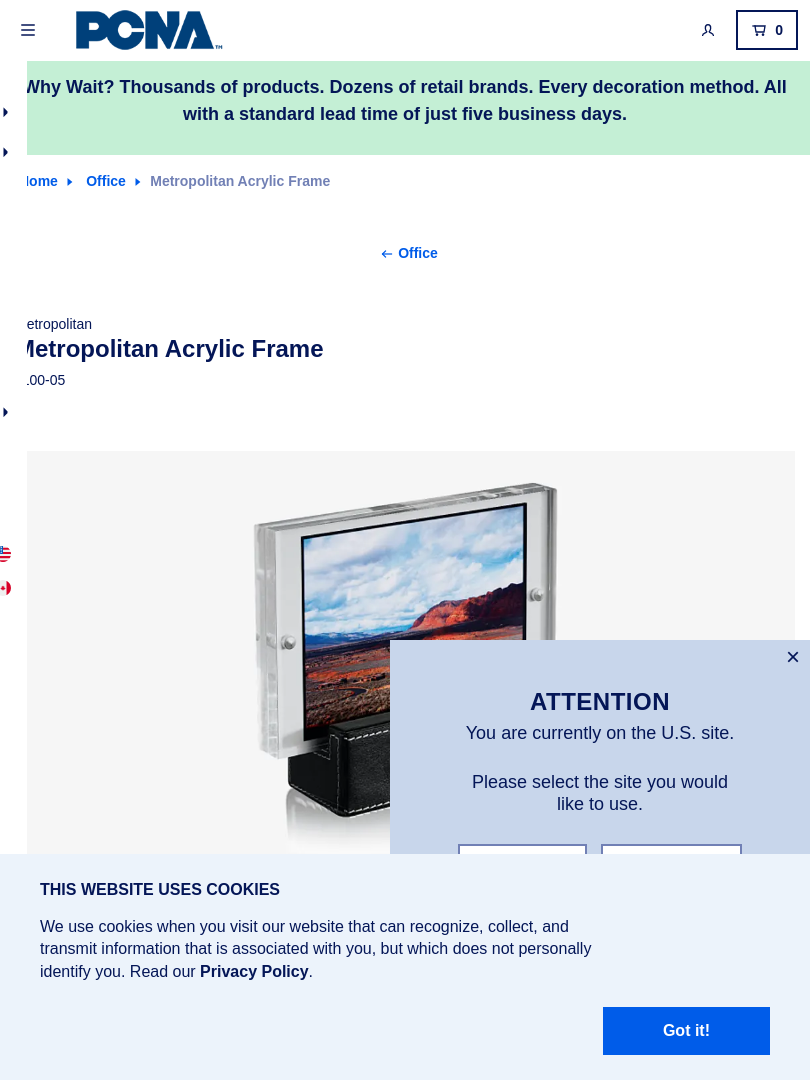 PCNA™
0
Why Wait? Thousands of products. Dozens of retail brands. Every decoration method. All
with a standard lead time of just five business days.
Home Office Metropolitan Acrylic Frame
Office
etropolitan
Metropolitan Acrylic Frame
00-05
ATTENTION
You are currently on the U.S. site.
Please select the site you would
like to use.
THIS WEBSITE USES COOKIES
We use cookies when you visit our website that can recognize, collect, and
transmit information that is associated with you, but which does not personally
identify you. Read our Privacy Policy.
Got it!